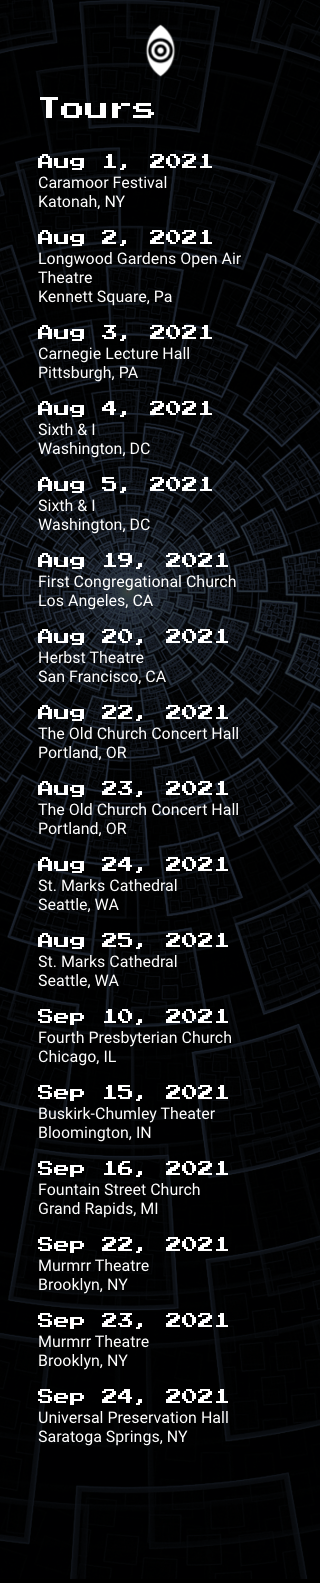 Tours
Aug 1, 2021
Caramoor Festival
Katonah, NY
Aug 2, 2021
Longwood Gardens Open Air
Theatre
Kennett Square, Pa
Aug 3, 2021
Carnegie Lecture Hall
Pittsburgh, PA
Aug 4, 2021
Sixth & I
Washington, DC
Aug 5, 2021
Sixth & I
Washington, DC
Aug 19, 2021
First Congregational Church
Los Angeles, CA
Aug 20, 2021
Herbst Theatre
San Francisco, CA
Aug 22, 2021
The Old Church Concert Hall
Portland, OR
Aug 23, 2021
The Old Church Concert Hall
Portland, OR
Aug 24, 2021
St. Marks Cathedral
Seattle, WA
Aug 25, 2021
St. Marks Cathedral
Seattle, WA
Sep 10, 2021
Fourth Presbyterian Church
Chicago, IL
Sep 15, 2021
Buskirk-Chumley Theater
Bloomington, IN
Sep 16, 2021
Fountain Street Church
Grand Rapids, MI
Sep 22, 2021
Murmrr Theatre
Brooklyn, NY
Sep 23, 2021
Murmrr Theatre
Brooklyn, NY
Sep 24, 2021
Universal Preservation Hall
Saratoga Springs, NY